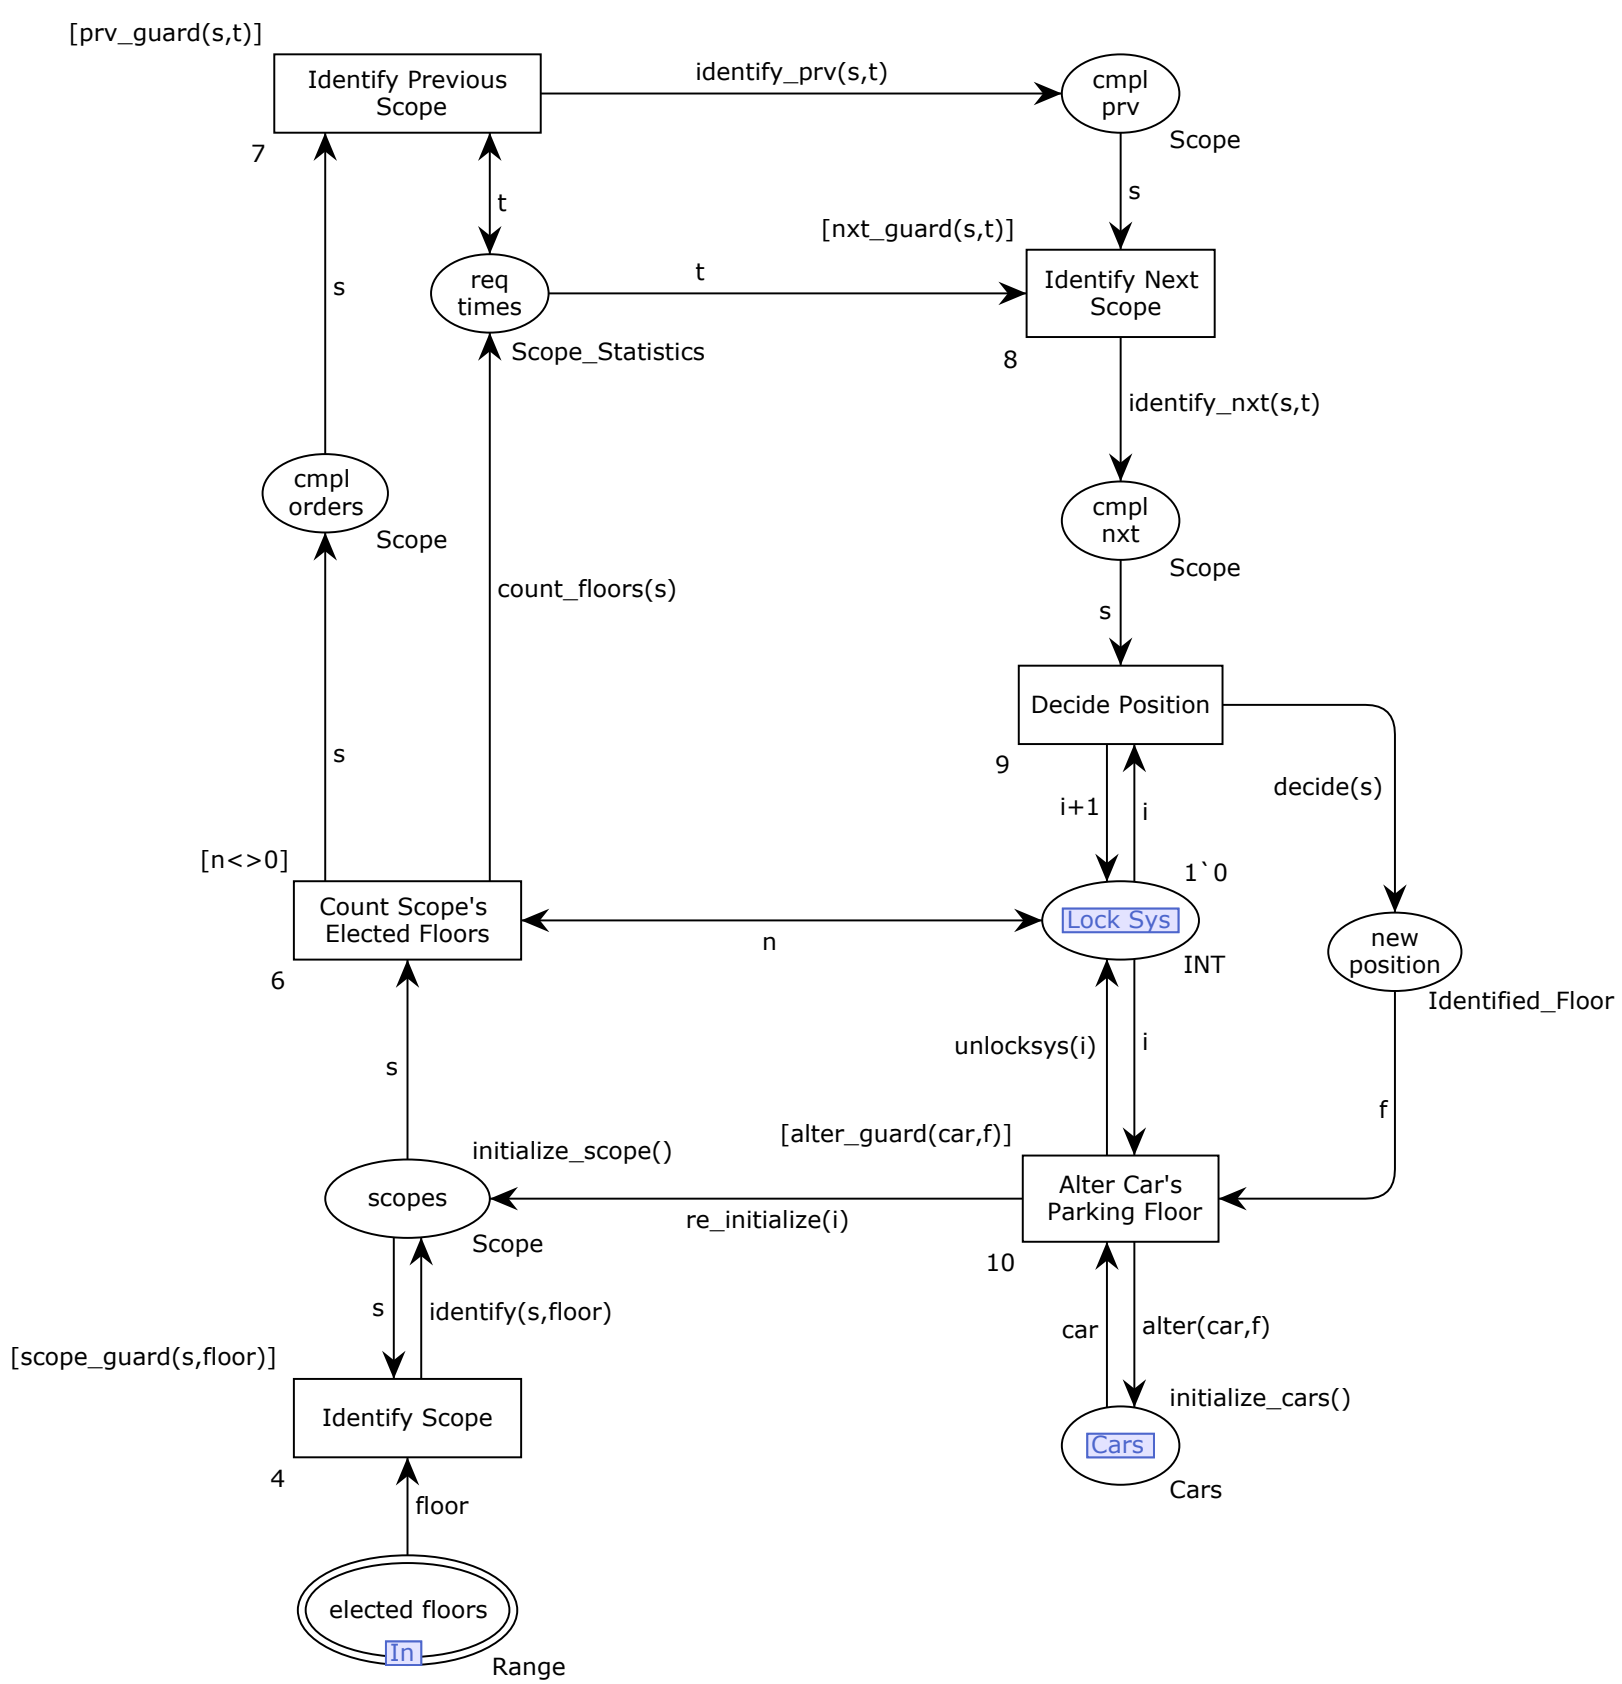 [prv_guard(s,t)]
Identify Previous
Scope
7
identify_prv(s,t)
cmpl
prv
Scope
s
t
s
[nxt_guard(s,t)]
req
times
Scope_Statistics
t
Identify Next
Scope
8
identify_nxt(s,t)
cmpl
orders
Scope
cmpl
nxt
Scope
count_floors(s)
s
s
Decide Position
9
i+1
i
decide(s)
[n<>0]
Count Scope's
Elected Floors
6
n
1`0
Lock Sys
INT
new
position
Identified_Floor
s
unlocksys(i)
i
f
[alter_guard(car,f)]
initialize_scope()
scopes
Scope
re_initialize(i)
Alter Car's
Parking Floor
10
s
identify(s,floor)
car
alter(car,f)
[scope_guard(s,floor)]
Identify Scope
4
initialize_cars()
Cars
Cars
floor
elected floors
In
Range